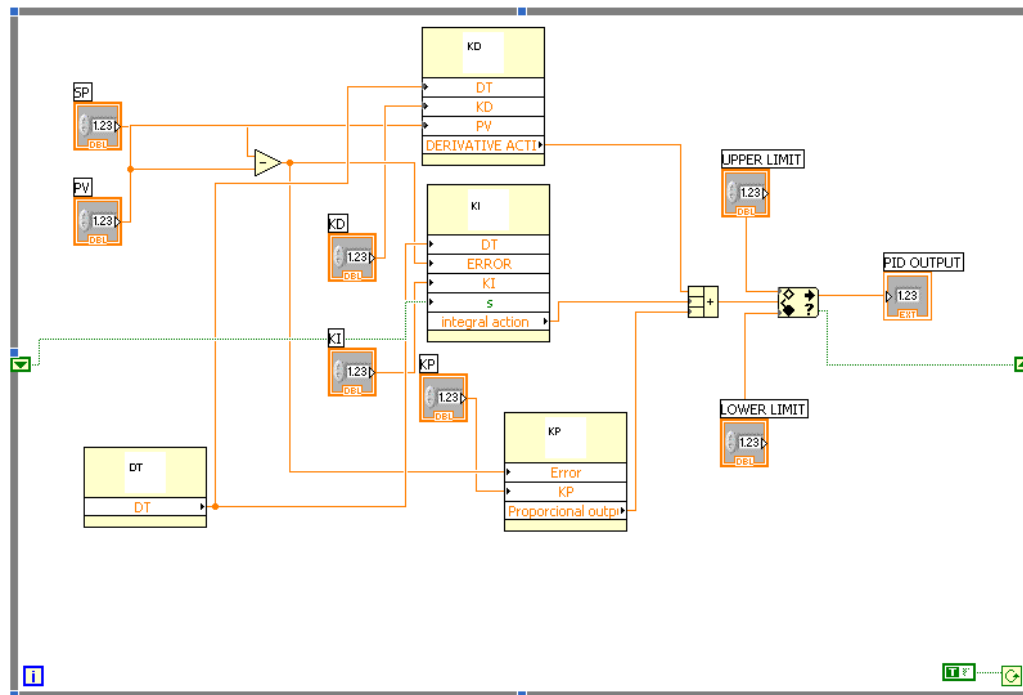 KD
DT
KD
PV
DERIVATIVE ACTI
SP
1.23
DBL
PV
1.23
DBL
-
KI
DT
ERROR
KI
s
integral action
KD
1.23
DBL
KI
1.23
DBL
KP
1.23
DBL
UPPER LIMIT
1.23
DBL
+
?
PID OUTPUT
1.23
EXT
LOWER LIMIT
1.23
DBL
KP
Error
KP
Proporcional outpu
DT
DT
i
T